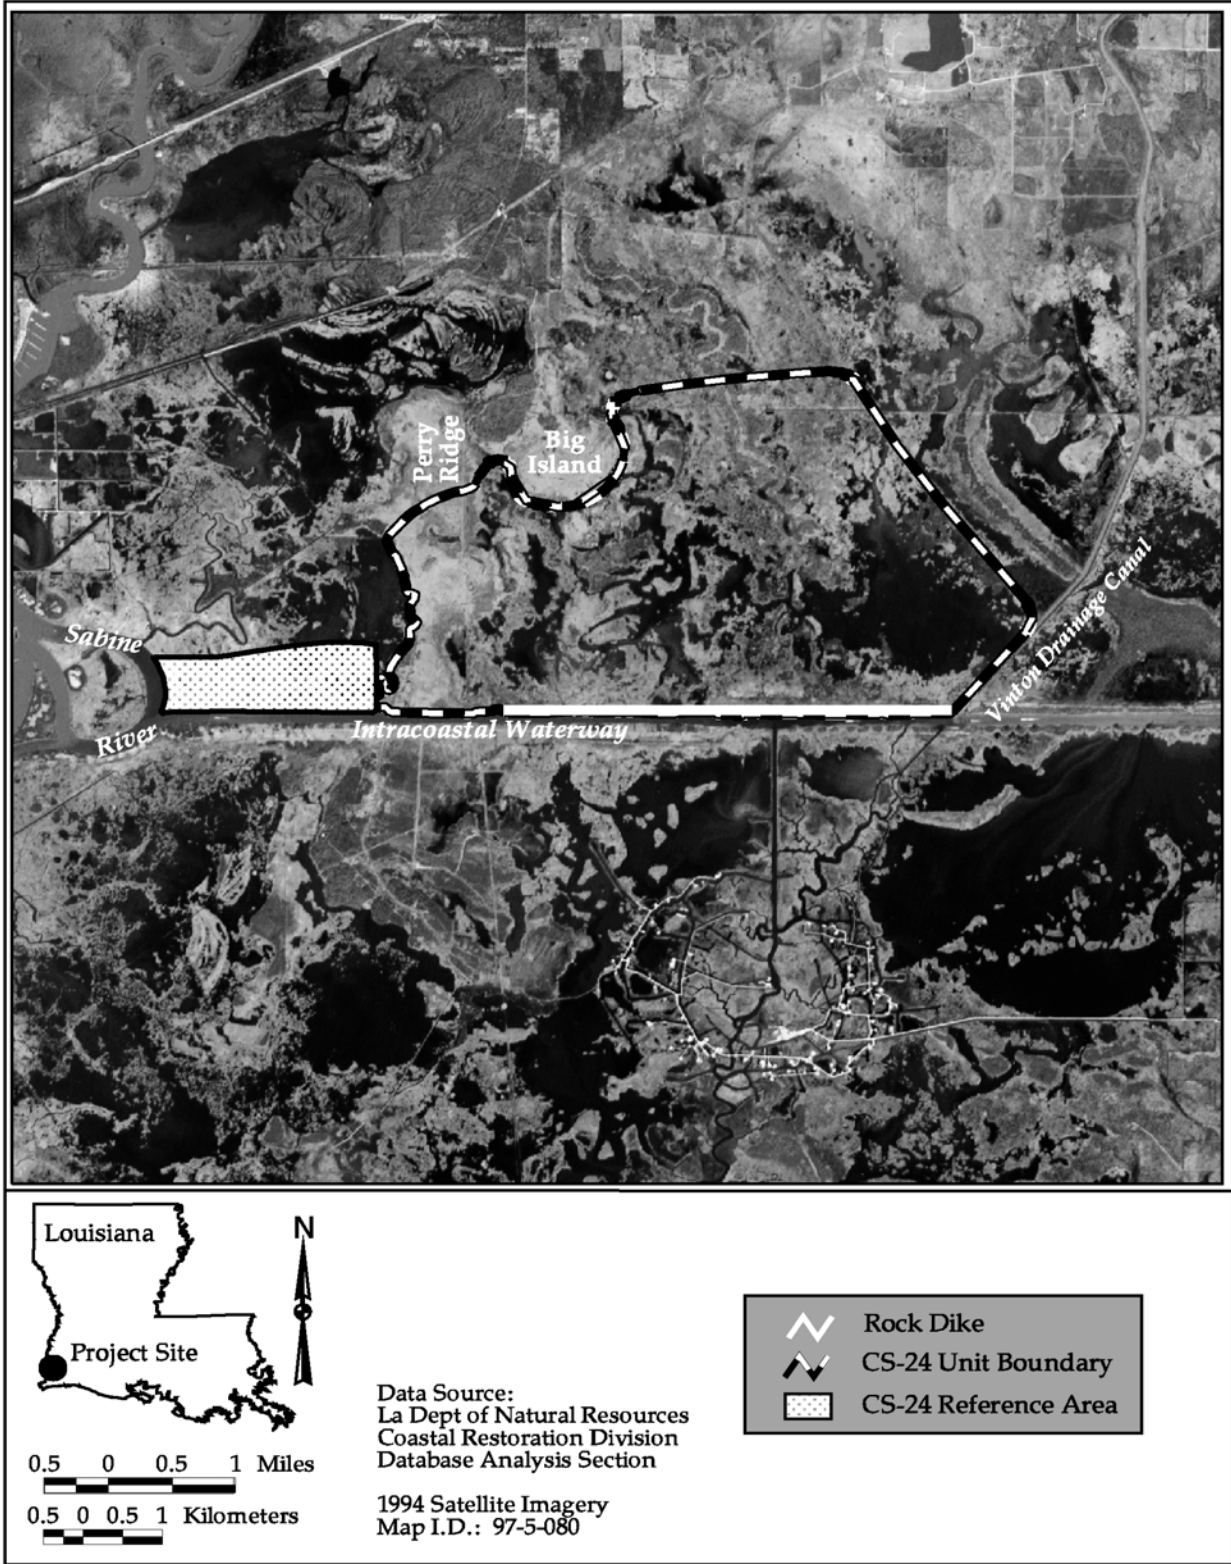 Perry
Ridge
Big
Island
Sabine
River
Intracoastal Waterway
Vinton Drainage Canal
Louisiana
Project Site
N
0.5 0 0.5 1 Miles
0.5 0 0.5 1 Kilometers
Data Source:
La Dept of Natural Resources
Coastal Restoration Division
Database Analysis Section
1994 Satellite Imagery
Map I.D.: 97-5-080
Rock Dike
CS-24 Unit Boundary
CS-24 Reference Area